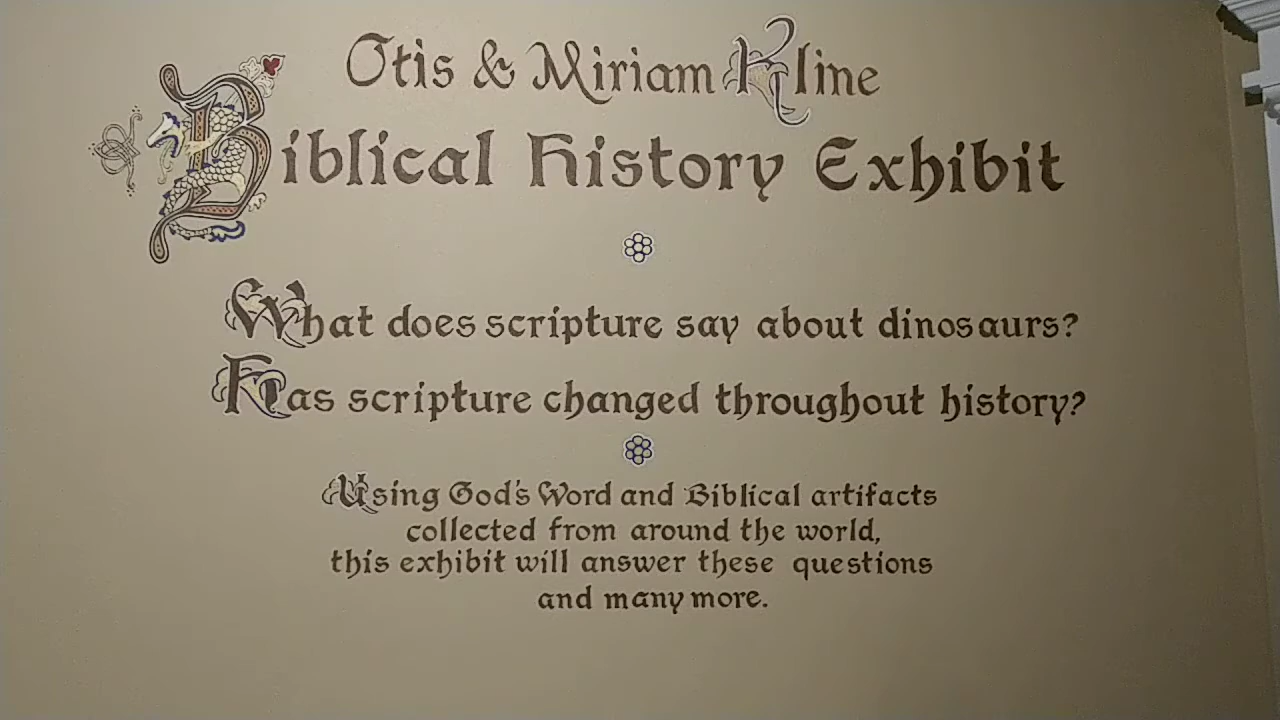 Otis & Miriam Kline
Biblical History Exhibit
What does scripture say about dinosaurs?
Has scripture changed throughout history?
Using God's Word and Biblical artifacts
collected from around the world,
this exhibit will answer these questions
and many more.